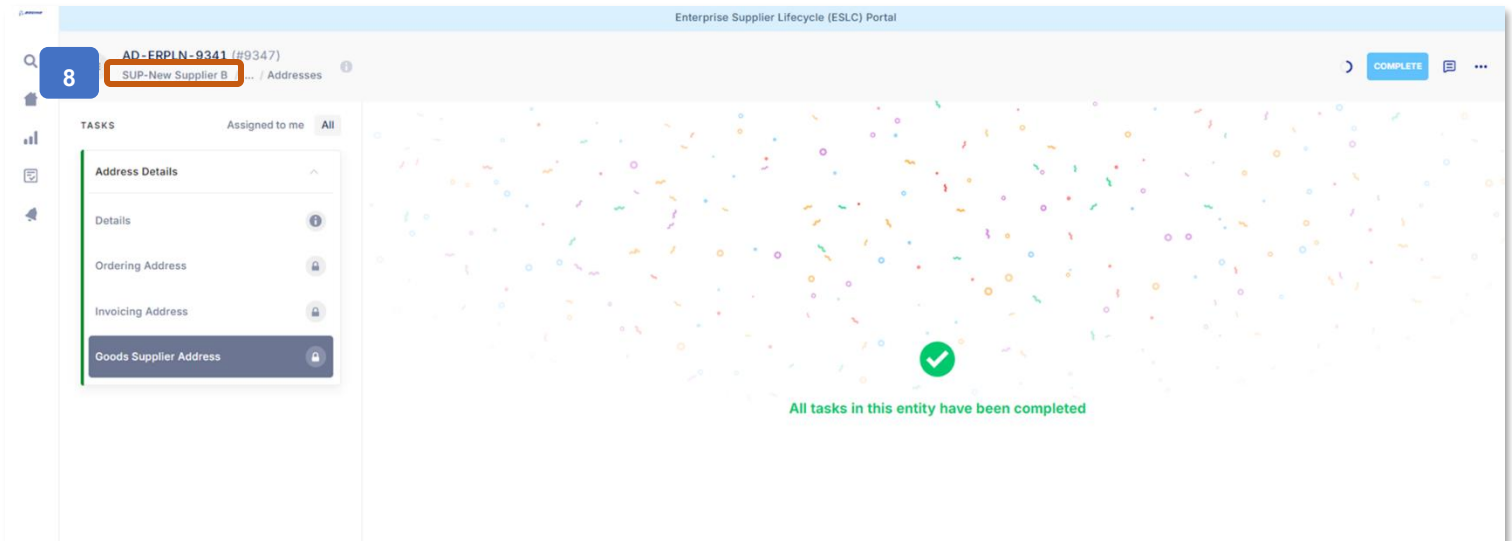 BOEING
Enterprise Supplier Lifecycle (ESLC) Portal
AD-ERPLN-9341 (#9347)
8
SUP-New Supplier B / ... / Addresses
COMPLETE
TASKS
Assigned to me All
Address Details
Details
Ordering Address
Invoicing Address
Goods Supplier Address
All tasks in this entity have been completed